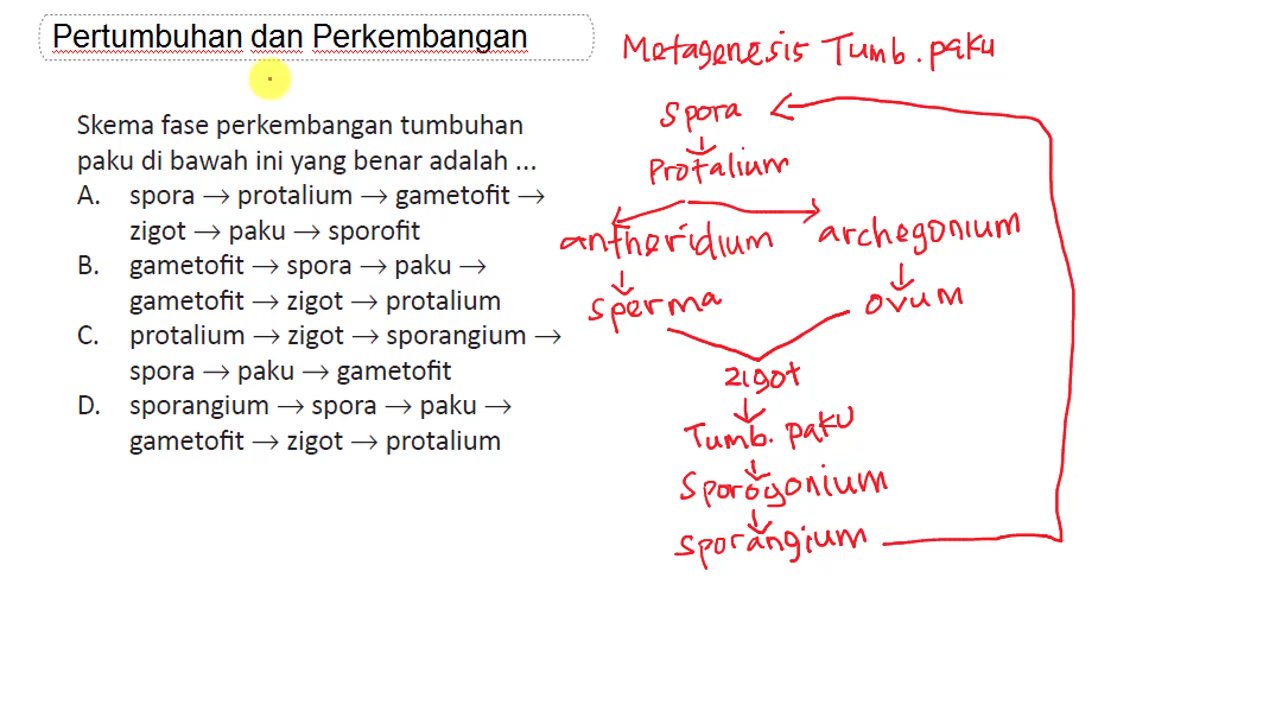 Pertumbuhan dan Perkembangan
Skema fase perkembangan tumbuhan
paku di bawah ini yang benar adalah ...
A. spora → protalium → gametofit →
zigot → paku → sporofit
B. gametofit → spora → paku →
gametofit → zigot → protalium
C. protalium → zigot → sporangium →
spora → paku → gametofit
D. sporangium → spora → paku →
gametofit → zigot → protalium
Metagenesis Tumb. paku
Spora
Protalium
antheridium archegonium
sperma ovum
zigot
Tumb. paku
Sporogonium
Sporangium